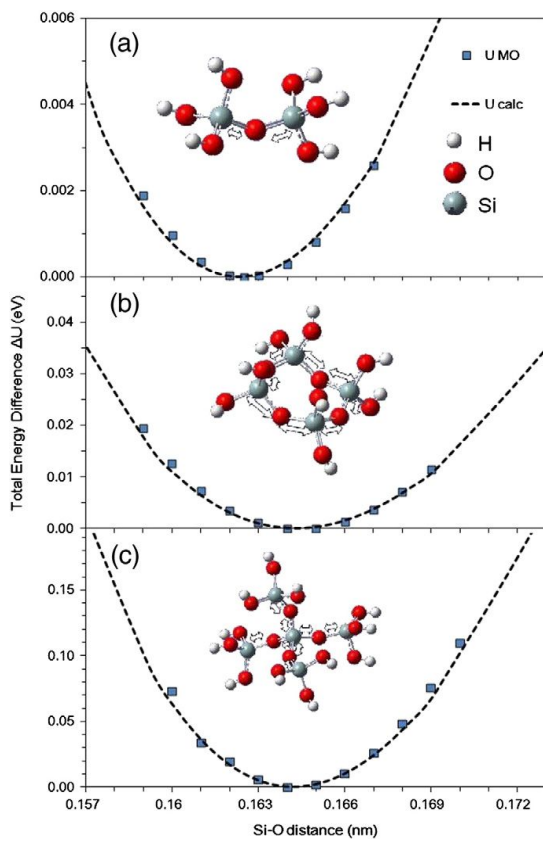 0.006
(a)
U MO
0.004
U calc
H
O
0.002
Si
0.000
(b)
0.04
0.03
0.02
0.01
0.00
(c)
0.15
0.10
0.05
0.00
Total Energy Difference ΔU (eV)
0.157 0.16 0.163 0.166 0.169 0.172
Si-O distance (nm)